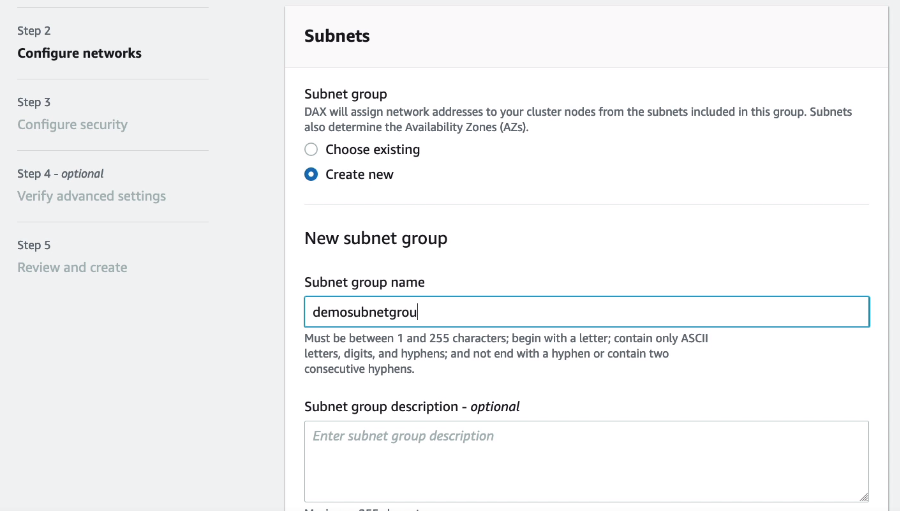 Step 2
Configure networks
Step 3
Configure security
Step 4 - optional
Verify advanced settings
Step 5
Review and create
Subnets
Subnet group
DAX will assign network addresses to your cluster nodes from the subnets included in this group. Subnets
also determine the Availability Zones (AZs).
Choose existing
Create new
New subnet group
Subnet group name
demosubnetgrou
Must be between 1 and 255 characters; begin with a letter; contain only ASCII
letters, digits, and hyphens; and not end with a hyphen or contain two
consecutive hyphens.
Subnet group description - optional
Enter subnet group description